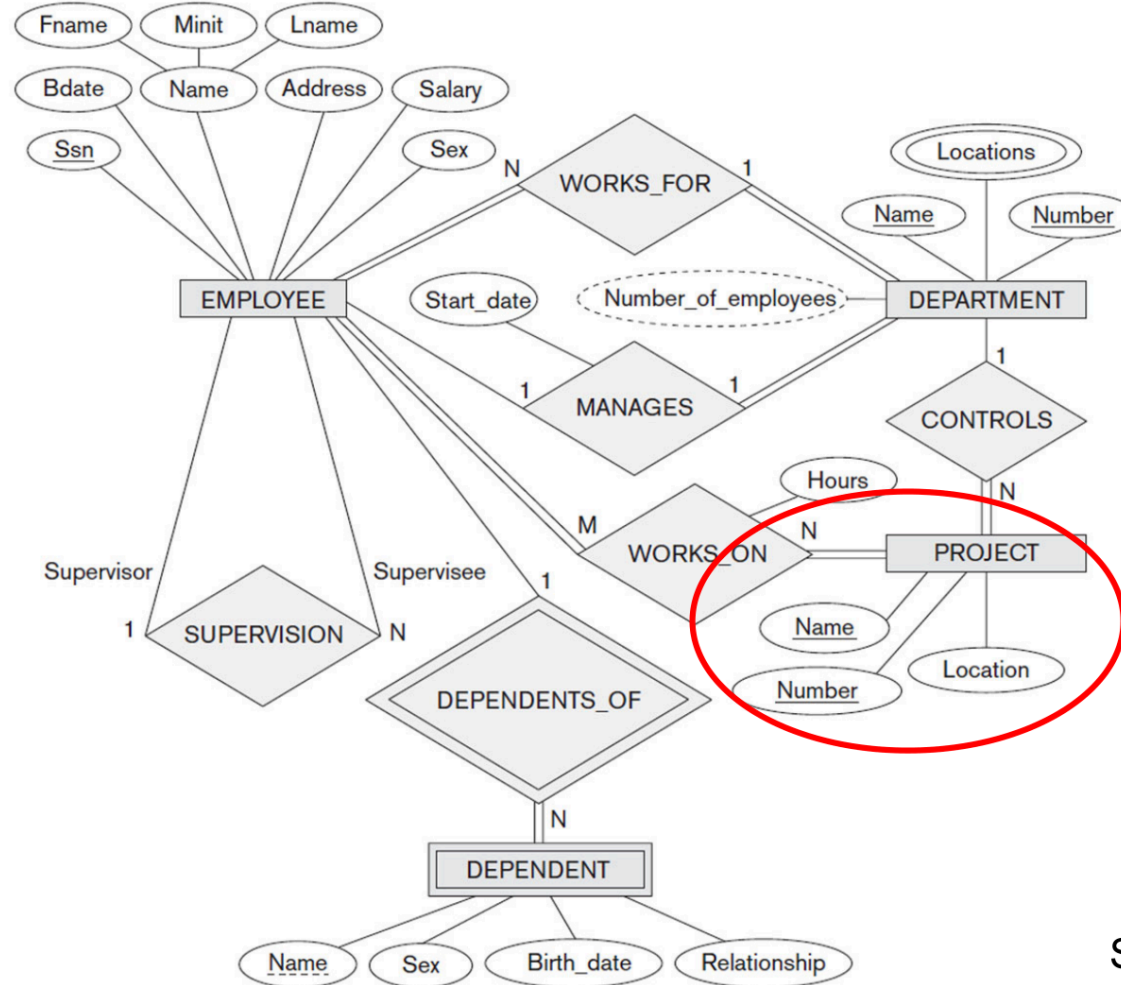 Fname Minit Lname
Bdate Name Address Salary
Ssn Sex
N WORKS_FOR 1
Locations
Name Number
EMPLOYEE Start_date Number_of_employees DEPARTMENT
1 MANAGES 1
1
CONTROLS
N
Hours
M WORKS_ON N PROJECT
Supervisor Supervisee
1 SUPERVISION N
1
Name
Number Location
DEPENDENTS_OF
N
DEPENDENT
Name Sex Birth_date Relationship
S